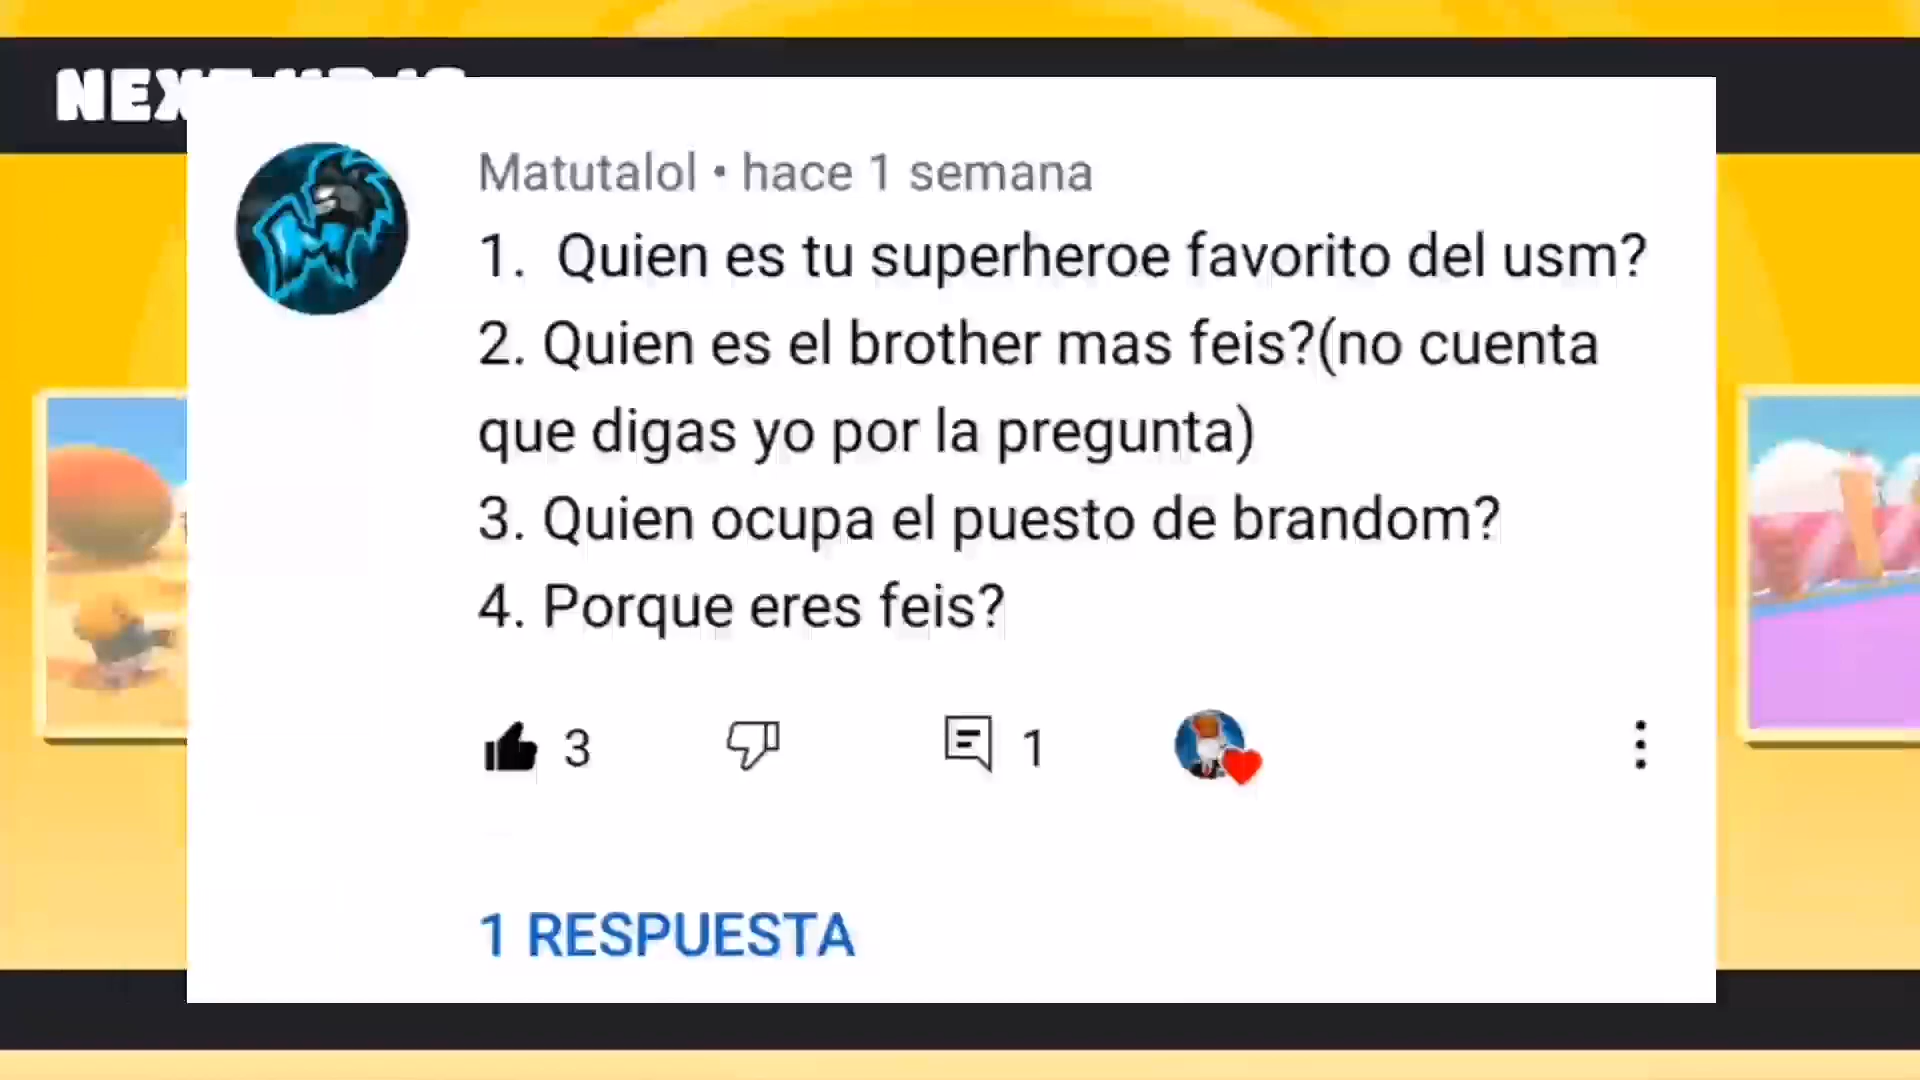 NEX
Matutalol • hace 1 semana
1. Quien es tu superheroe favorito del usm?
2. Quien es el brother mas feis?(no cuenta
que digas yo por la pregunta)
3. Quien ocupa el puesto de brandom?
4. Porque eres feis?
3 1
1 RESPUESTA